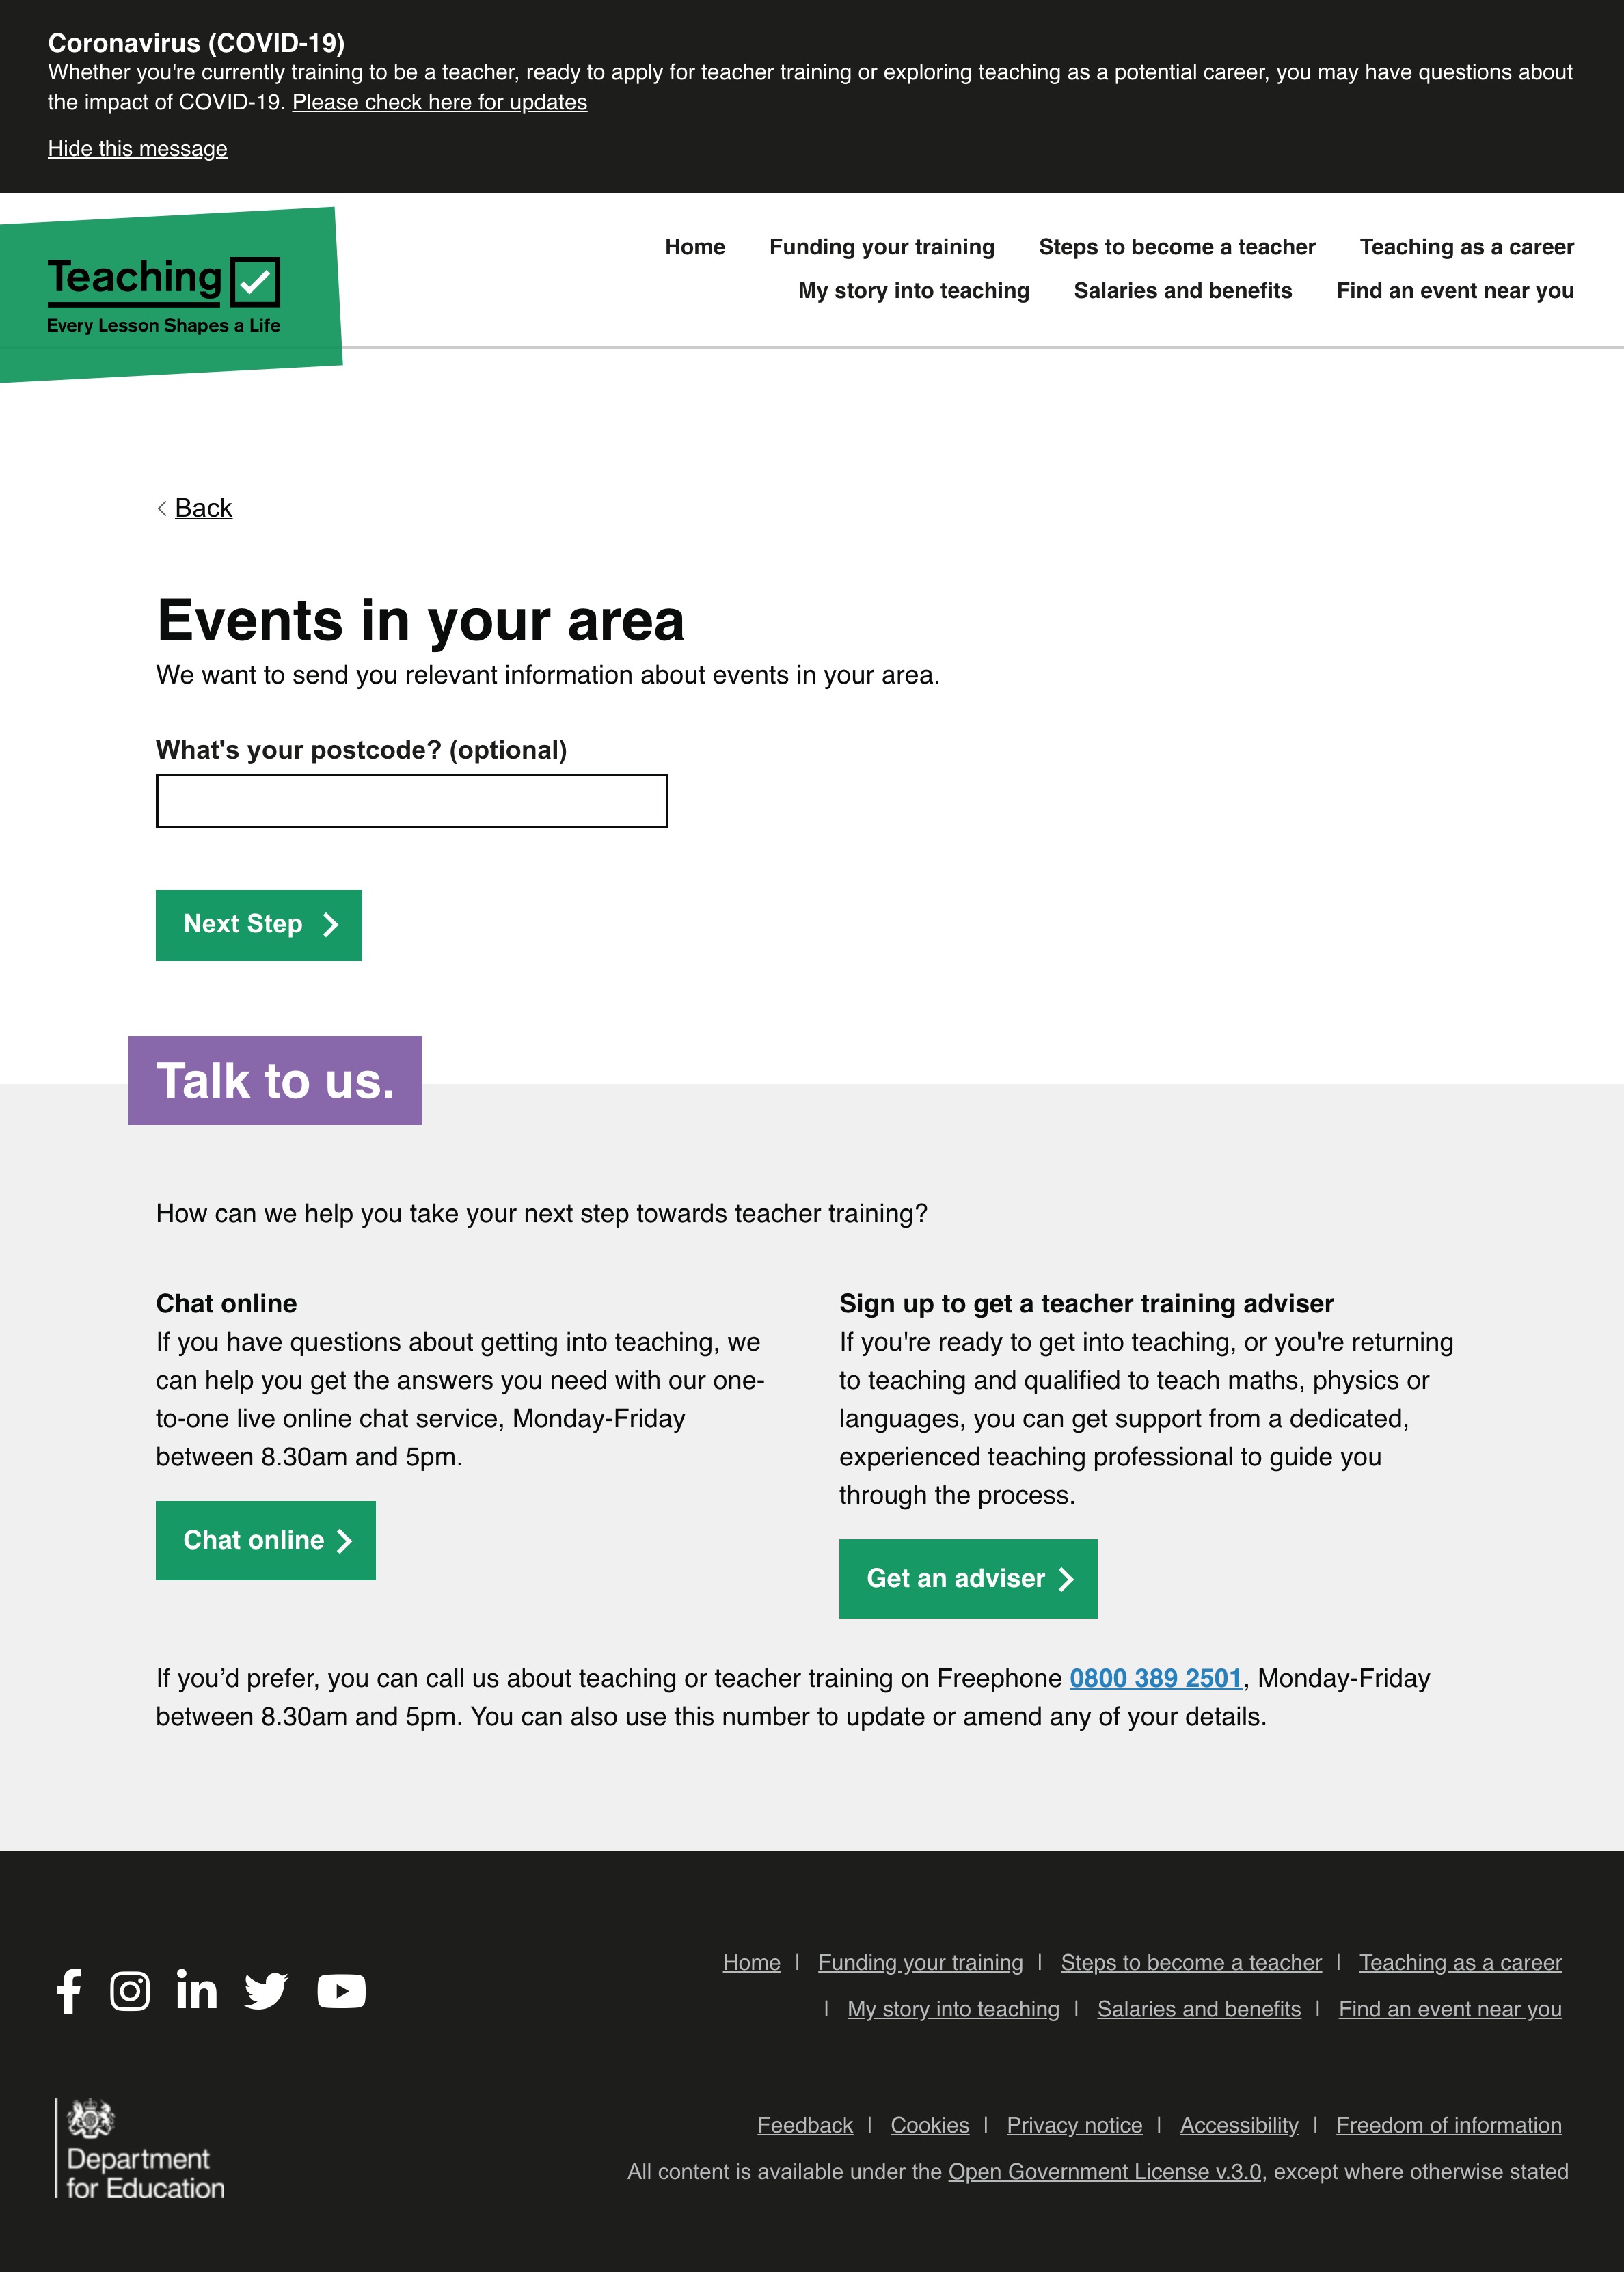 Coronavirus (COVID-19)
Whether you're currently training to be a teacher, ready to apply for teacher training or exploring teaching as a potential career, you may have questions about
the impact of COVID-19. Please check here for updates
Hide this message
Teaching
Every Lesson Shapes a Life
Home Funding your training Steps to become a teacher Teaching as a career
My story into teaching Salaries and benefits Find an event near you
Back
Events in your area
We want to send you relevant information about events in your area.
What's your postcode? (optional)
Next Step
Talk to us.
How can we help you take your next step towards teacher training?
Chat online
If you have questions about getting into teaching, we
can help you get the answers you need with our one-
to-one live online chat service, Monday-Friday
between 8.30am and 5pm.
Chat online
Sign up to get a teacher training adviser
If you're ready to get into teaching, or you're returning
to teaching and qualified to teach maths, physics or
languages, you can get support from a dedicated,
experienced teaching professional to guide you
through the process.
Get an adviser
If you’d prefer, you can call us about teaching or teacher training on Freephone 0800 389 2501, Monday-Friday
between 8.30am and 5pm. You can also use this number to update or amend any of your details.
Home | Funding your training | Steps to become a teacher | Teaching as a career
| My story into teaching | Salaries and benefits | Find an event near you
Department
for Education
Feedback | Cookies | Privacy notice | Accessibility | Freedom of information
All content is available under the Open Government License v.3.0, except where otherwise stated